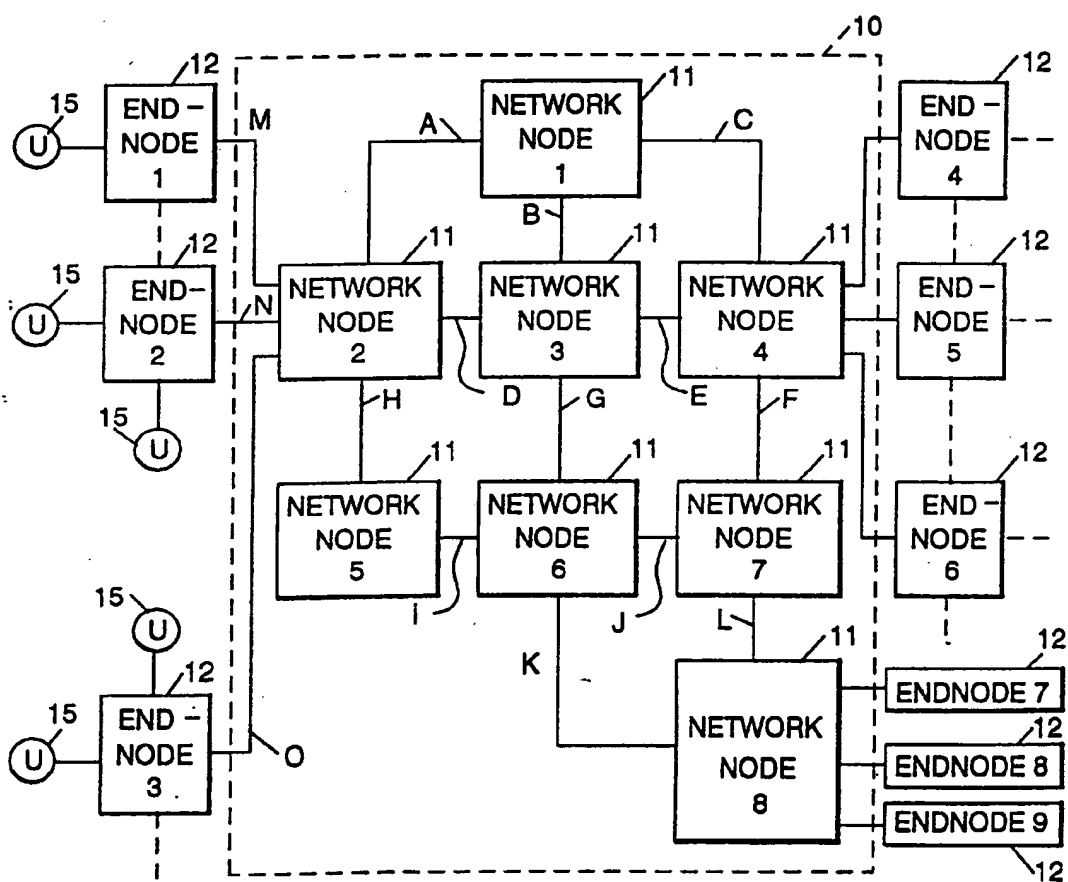 10
12
END-
NODE
1
15
U
M
A
NETWORK
NODE
1
11
C
B
12
END-
NODE
4
12
END-
NODE
2
15
U
N
15
U
NETWORK
NODE
2
11
D
NETWORK
NODE
3
11
E
NETWORK
NODE
4
11
12
END-
NODE
5
H
G
F
NETWORK
NODE
5
11
I
NETWORK
NODE
6
11
J
NETWORK
NODE
7
11
12
END-
NODE
6
15
U
15
U
12
END-
NODE
3
O
K
L
NETWORK
NODE
8
11
12
ENDNODE 7
12
ENDNODE 8
ENDNODE 9
12